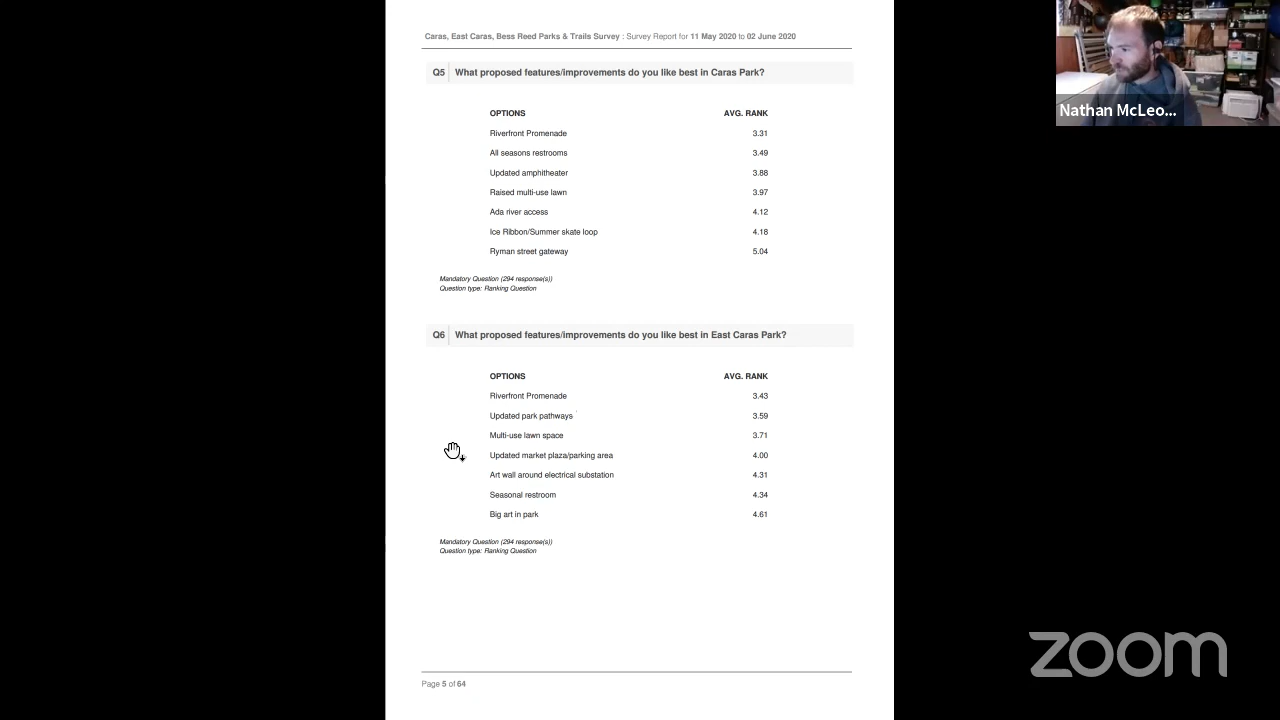 Caras, East Caras, Bess Reed Parks & Trails Survey : Survey Report for 11 May 2020 to 02 June 2020
Q5 What proposed features/improvements do you like best in Caras Park?
OPTIONS AVG. RANK
Riverfront Promenade 3.31
All seasons restrooms 3.49
Updated amphitheater 3.88
Raised multi-use lawn 3.97
Ada river access 4.12
Ice Ribbon/Summer skate loop 4.18
Ryman street gateway 5.04
Mandatory Question (294 response(s))
Question type: Ranking Question
Q6 What proposed features/improvements do you like best in East Caras Park?
OPTIONS AVG. RANK
Riverfront Promenade 3.43
Updated park pathways 3.59
Multi-use lawn space 3.71
Updated market plaza/parking area 4.00
Art wall around electrical substation 4.31
Seasonal restroom 4.34
Big art in park 4.61
Mandatory Question (294 response(s))
Question type: Ranking Question
Page 5 of 64
Nathan McLeo...
zoom